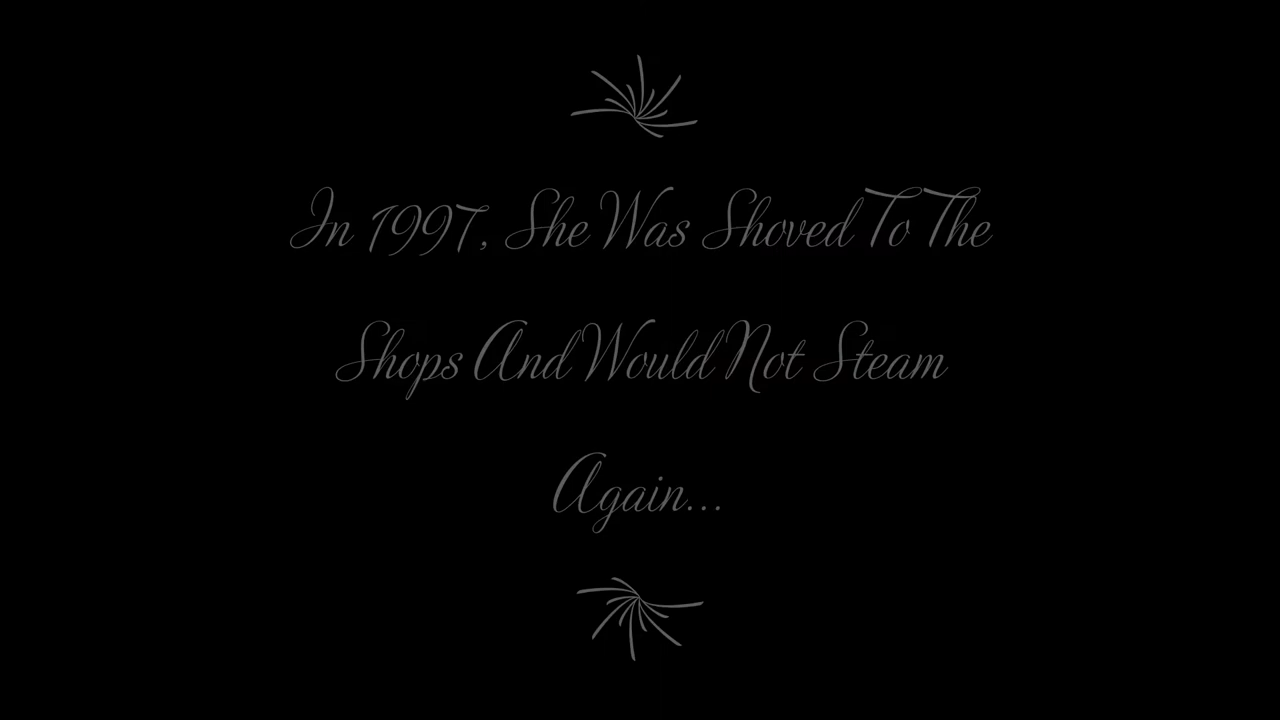 In 1997, She Was Shoved To The
Shops And Would Not Steam
Again...